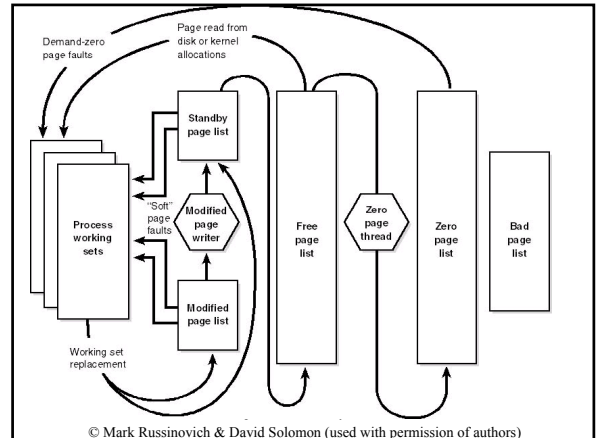 Demand-zero
page faults
Page read from
disk or kernel
allocations
Standby
page list
"Soft"
page
faults
Modified
page
writer
Process
working
sets
Free
page
list
Zero
page
thread
Zero
page
list
Bad
page
list
Modified
page list
Working set
replacement
© Mark Russinovich & David Solomon (used with permission of authors)